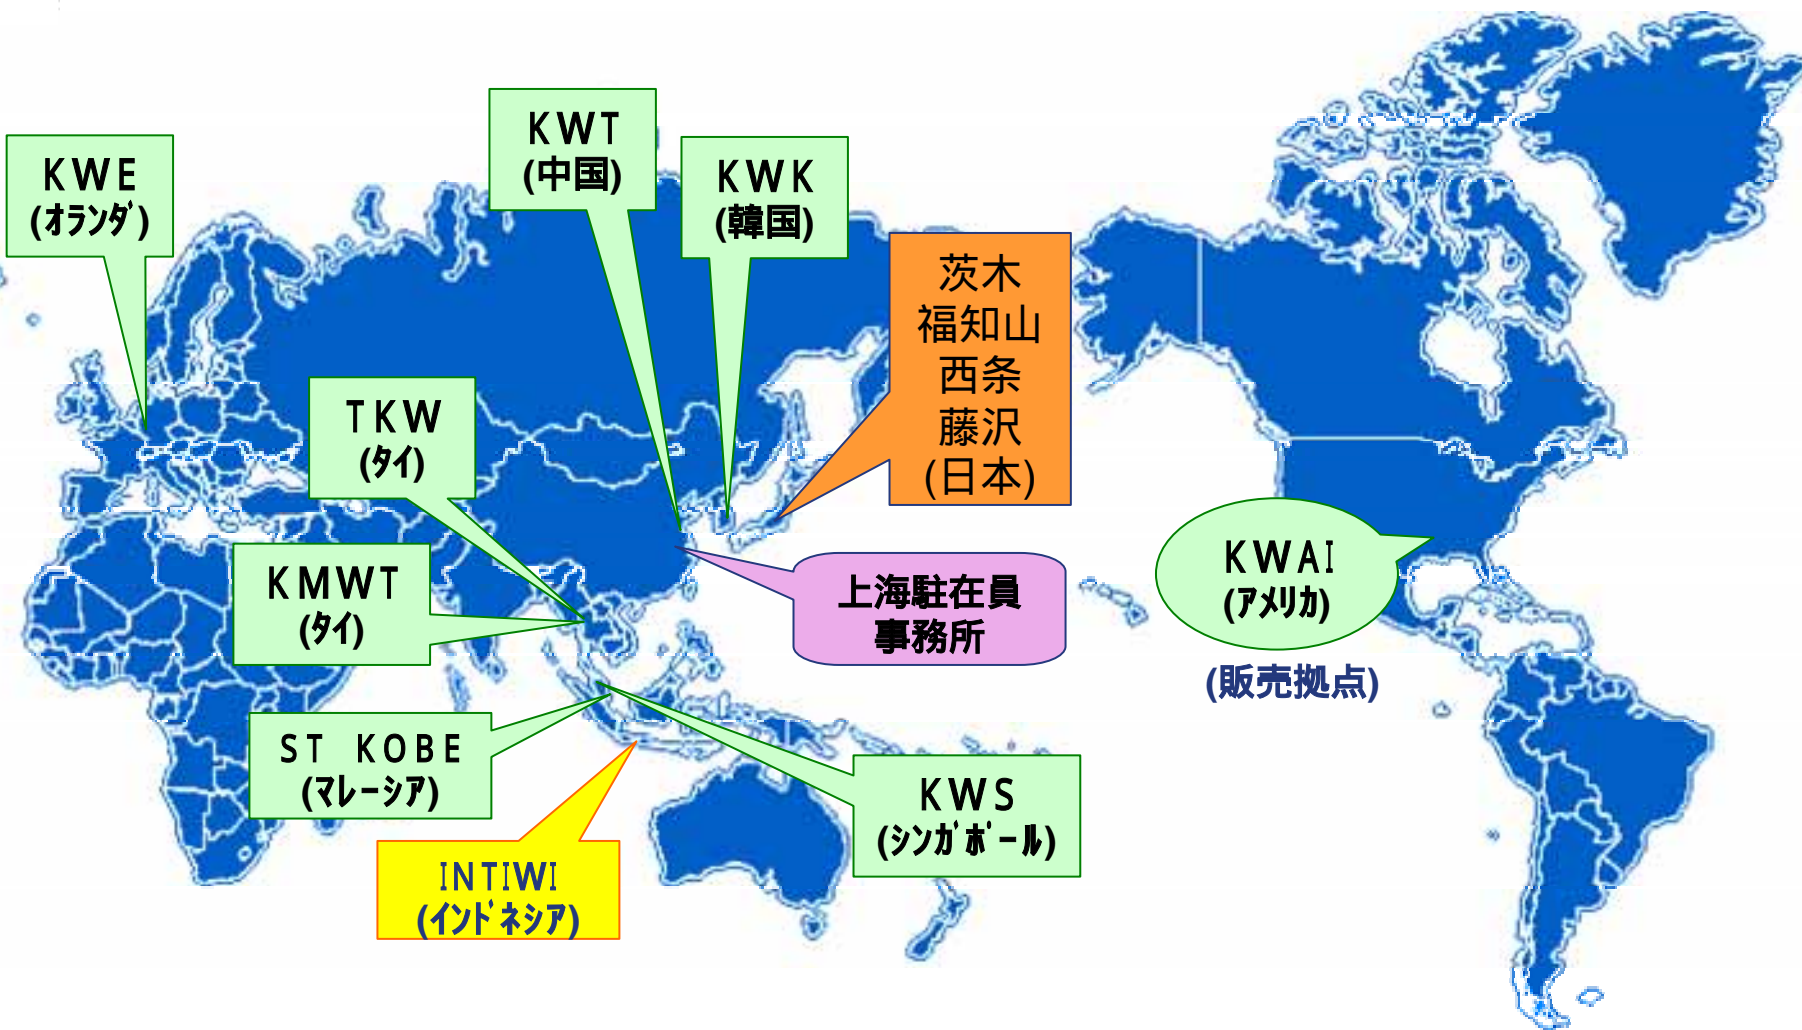 KWT
(中国)
KWE
(オランダ)
KWK
(韓国)
茨木
福知山
西条
藤沢
(日本)
TKW
(タイ)
KMWT
(タイ)
上海駐在員
事務所
KWAI
(アメリカ)
(販売拠点)
ST KOBE
(マレーシア)
KWS
(シンガポール)
INTIWI
(インドネシア)